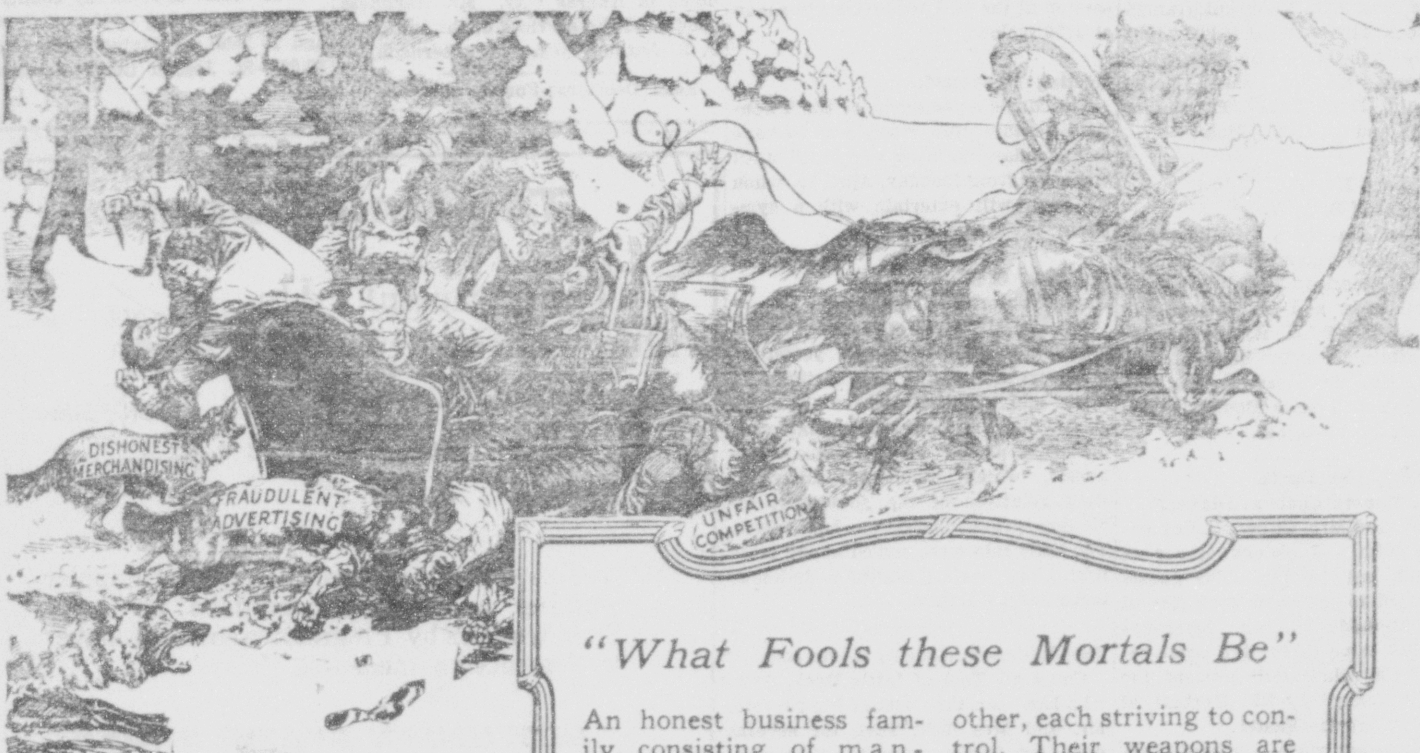 DISHONEST
MERCHANDISING
FRAUDULENT
ADVERTISING
UNFAIR
COMPETITION
"What Fools these Mortals Be"
An honest business fam-
ily consisting of man-
other, each striving to con-
trol. Their weapons are